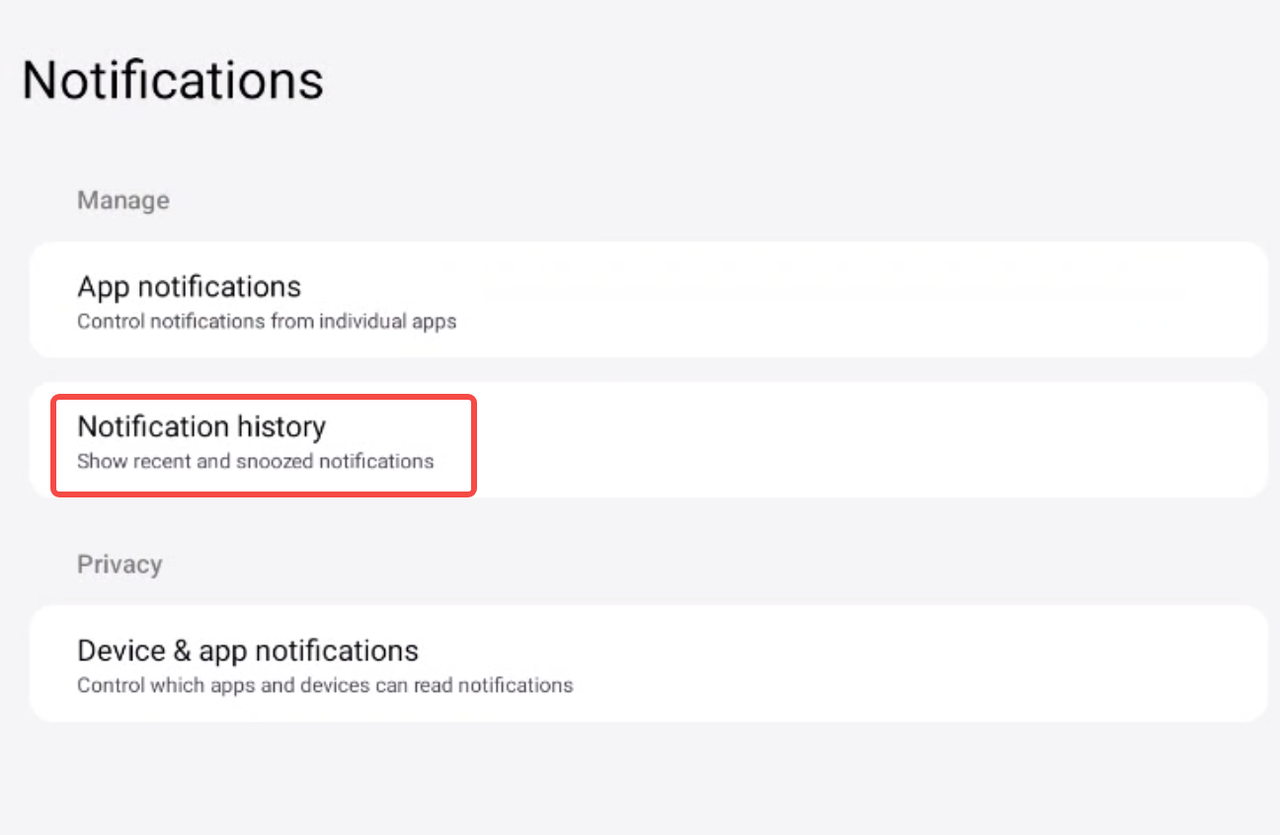 Notifications
Manage
App notifications
Control notifications from individual apps
Notification history
Show recent and snoozed notifications
Privacy
Device & app notifications
Control which apps and devices can read notifications